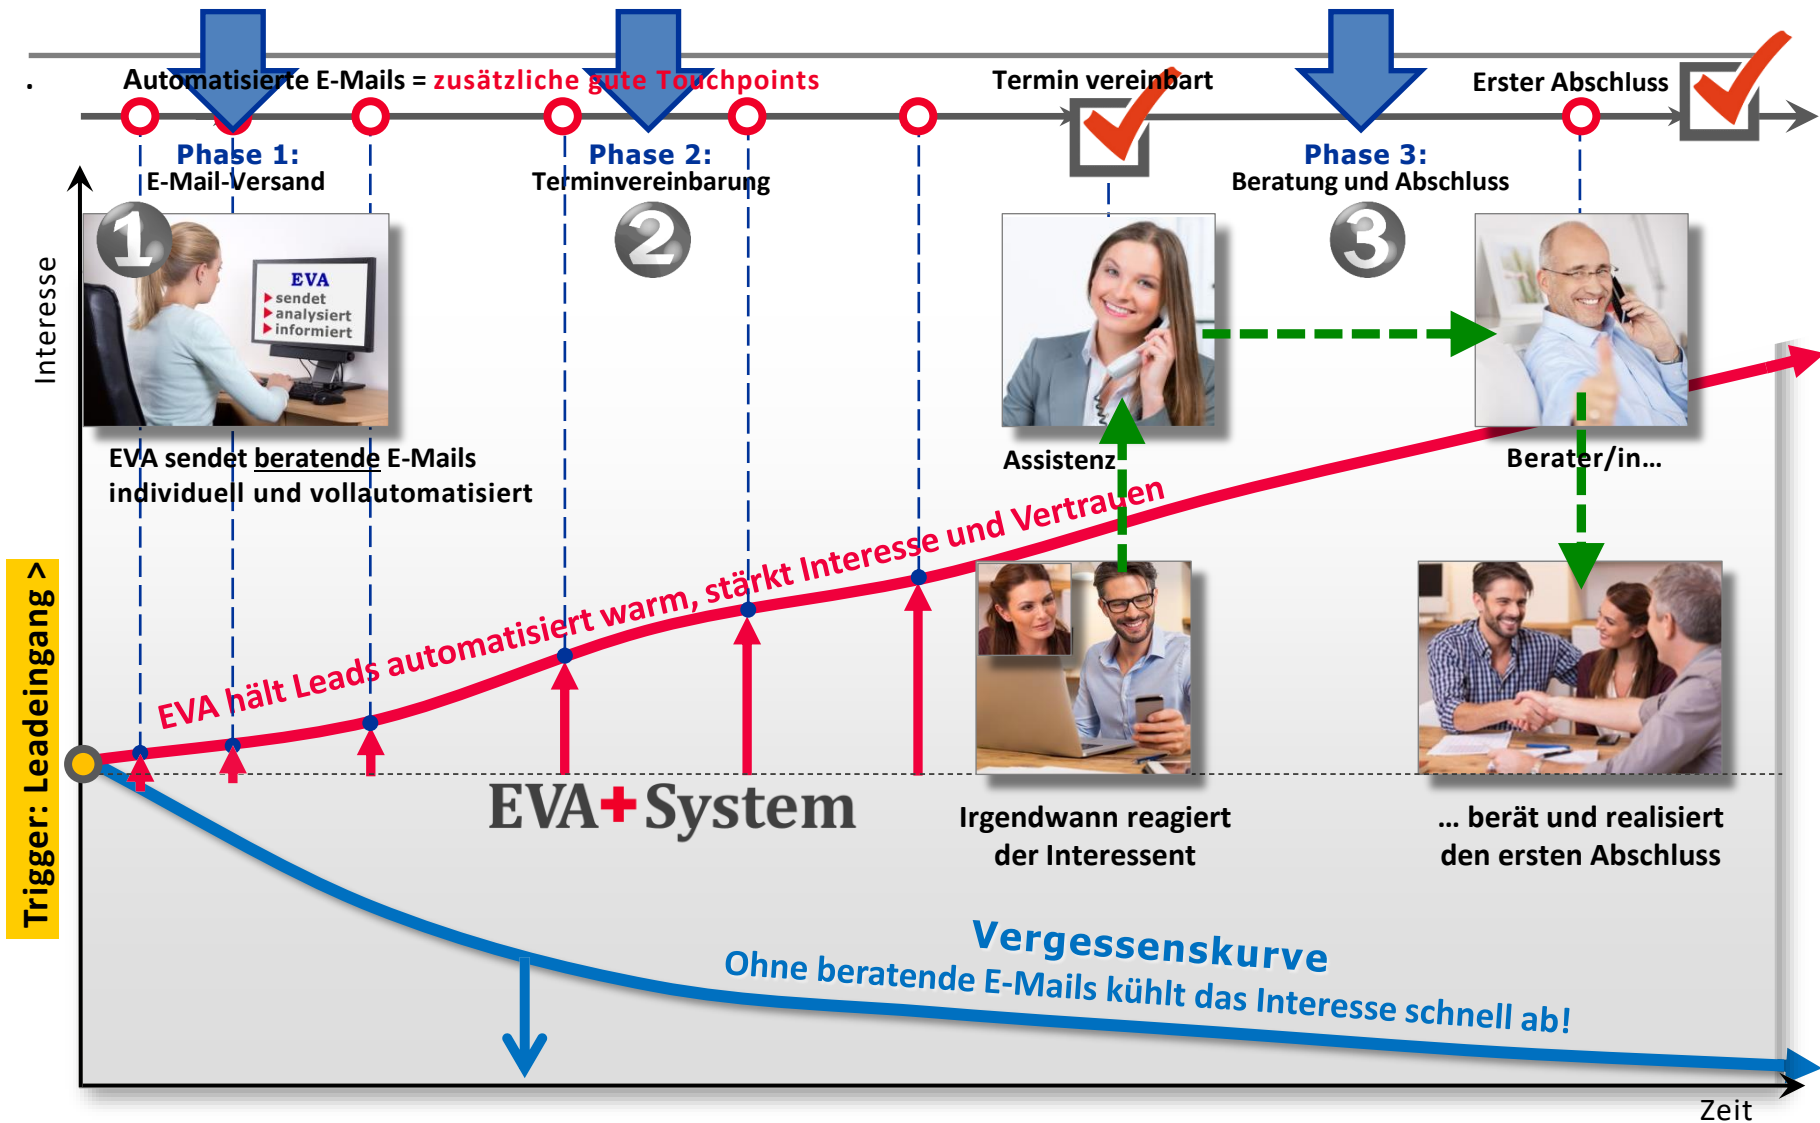 .
Automatisierte E-Mails = zusätzliche gute Touchpoints
Termin vereinbart
Erster Abschluss
Phase 1:
E-Mail-Versand
Phase 2:
Terminvereinbarung
Phase 3:
Beratung und Abschluss
1
2
3
Interesse
EVA
sendet
analysiert
informiert
EVA sendet beratende E-Mails
individuell und vollautomatisiert
Assistenz
Berater/in...
EVA hält Leads automatisiert warm, stärkt Interesse und Vertrauen
Trigger: Leadeingang >
EVA+System
Irgendwann reagiert
der Interessent
... berät und realisiert
den ersten Abschluss
Vergessenskurve
Ohne beratende E-Mails kühlt das Interesse schnell ab!
Zeit